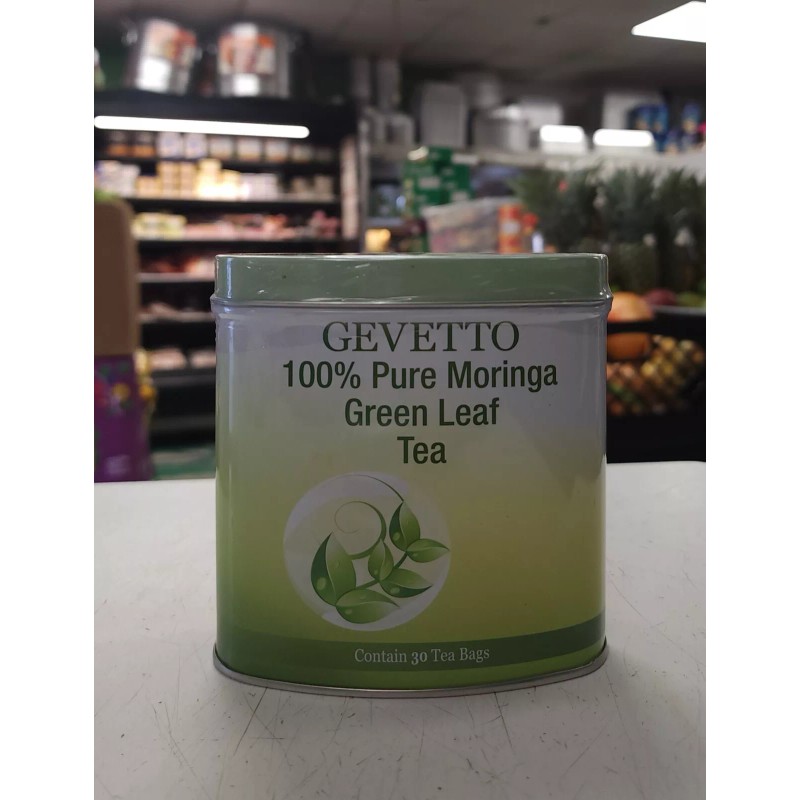 GEVETTO
100% Pure Moringa
Green Leaf
Tea
Contain 30 Tea Bags